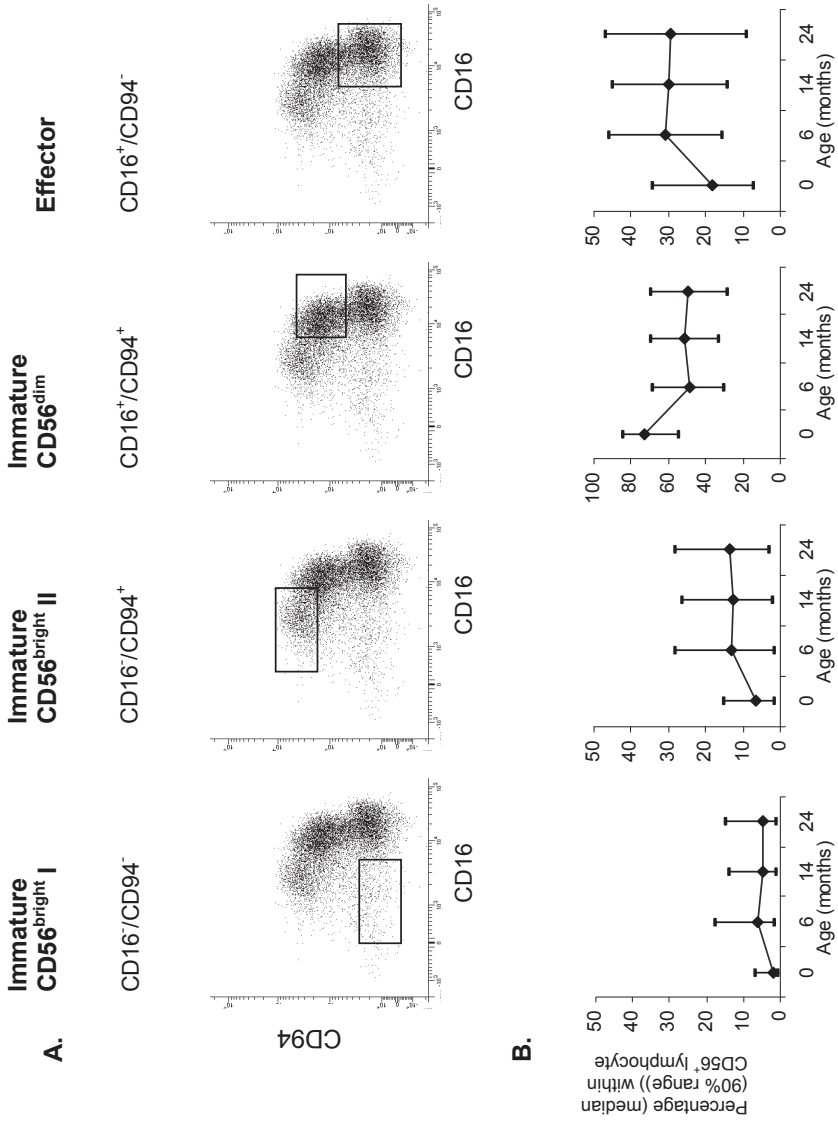 A.
Immature
CD56bright I
CD16-/CD94-
Immature
CD56bright II
CD16-/CD94+
Immature
CD56dim
CD16+/CD94+
Effector
CD16+/CD94-
CD94
CD16
CD16
CD16
CD16
B.
Percentage (median
(90% range)) within
CD56+ lymphocyte
50
40
30
20
10
0
0 6 14 24
Age (months)
50
40
30
20
10
0
0 6 14 24
Age (months)
100
80
60
40
20
0
0 6 14 24
Age (months)
50
40
30
20
10
0
0 6 14 24
Age (months)